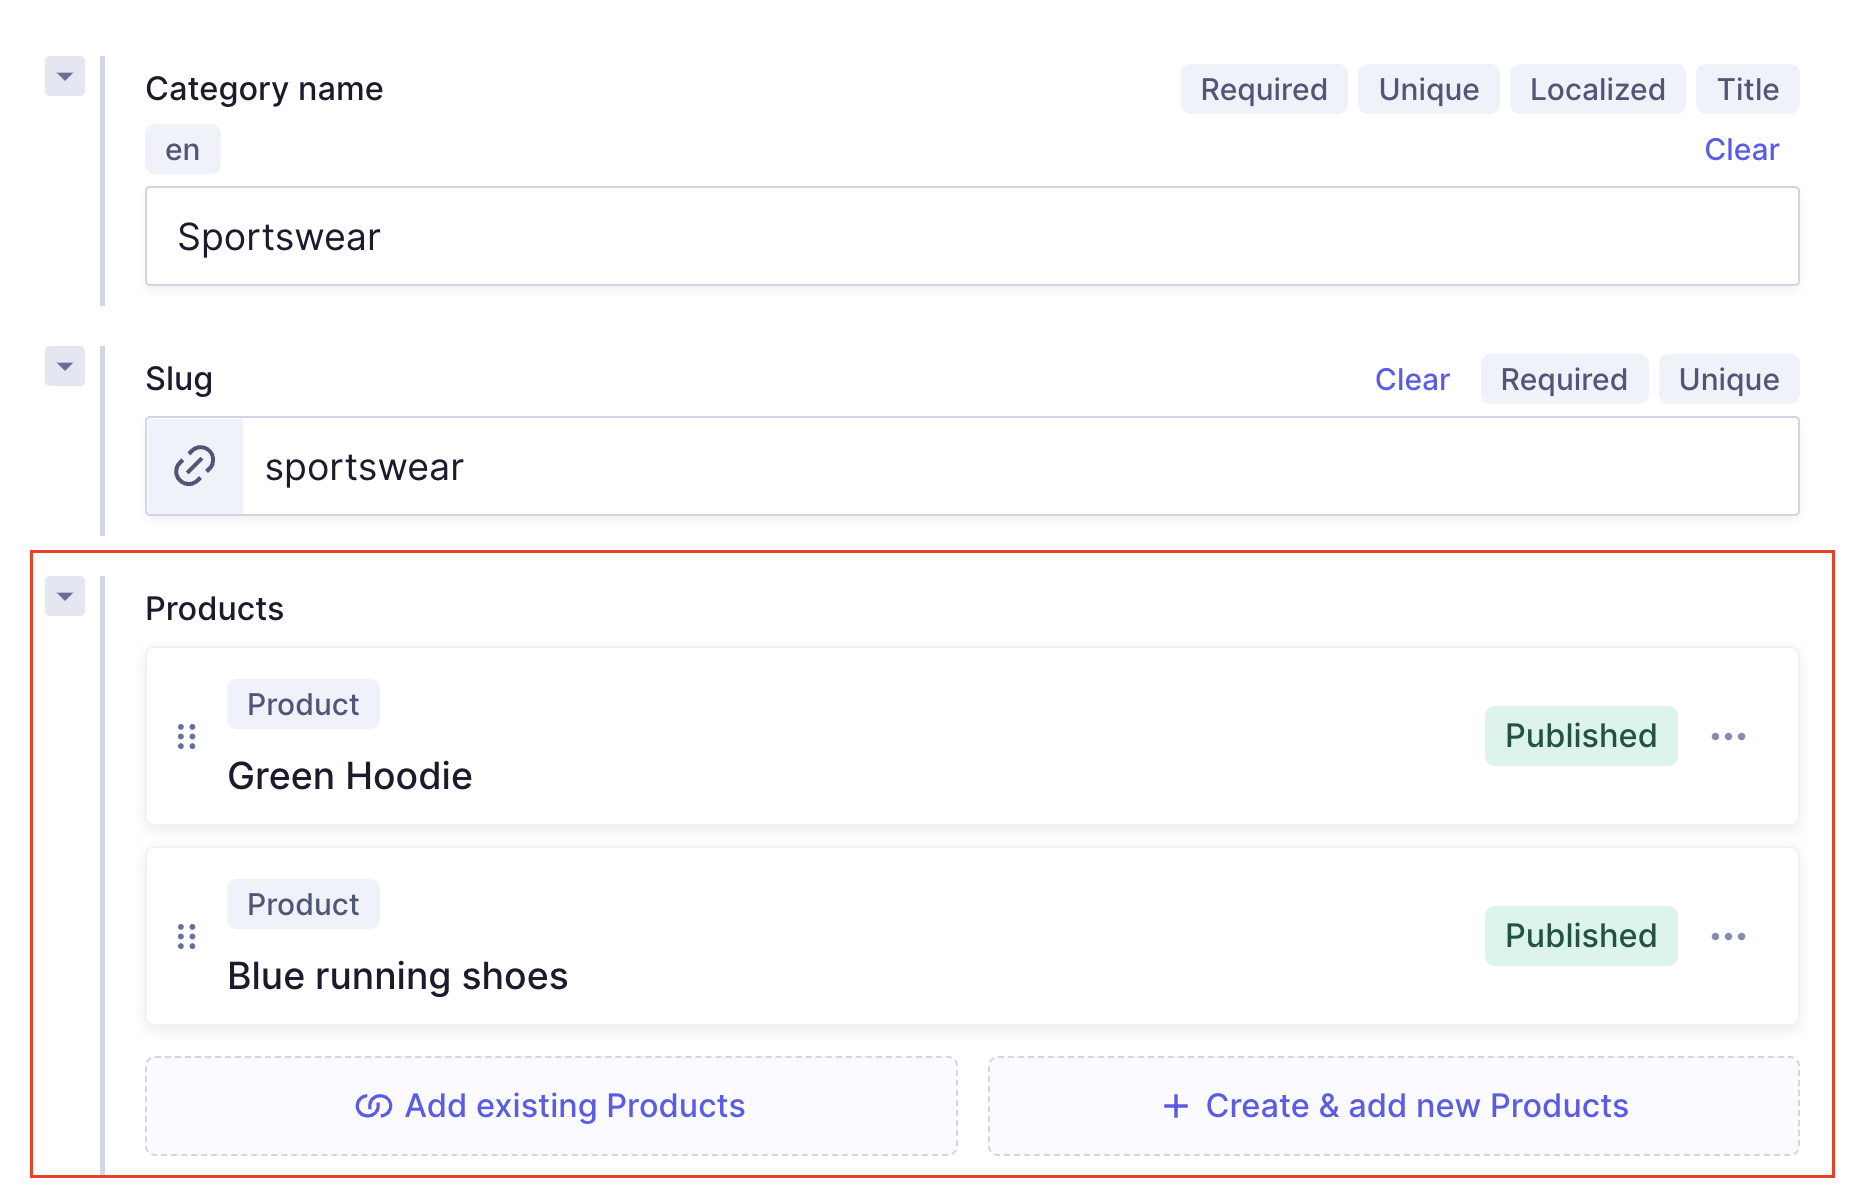 Category name Required Unique Localized Title
en Clear
Sportswear
Slug Clear Required Unique
sportswear
Products
Product
Green Hoodie
Published
Product
Blue running shoes
Published
Add existing Products
Create & add new Products